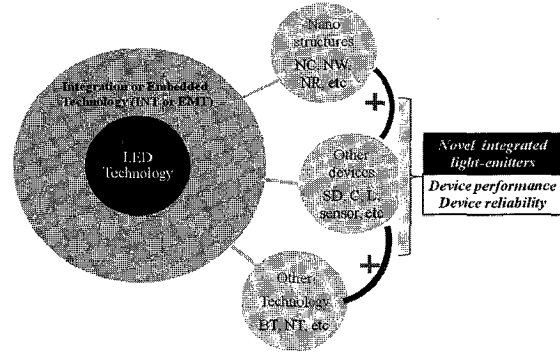 Nano
structures
NC, NW,
NR, etc
Integration or Embedded
Technology (INT or EMT)
LED
Technology
+
Other
devices
SD, C, L,
sensor, etc
Novel integrated
light-emitters
Device performance
Device reliability
+
Other
Technology
BT, NT, etc